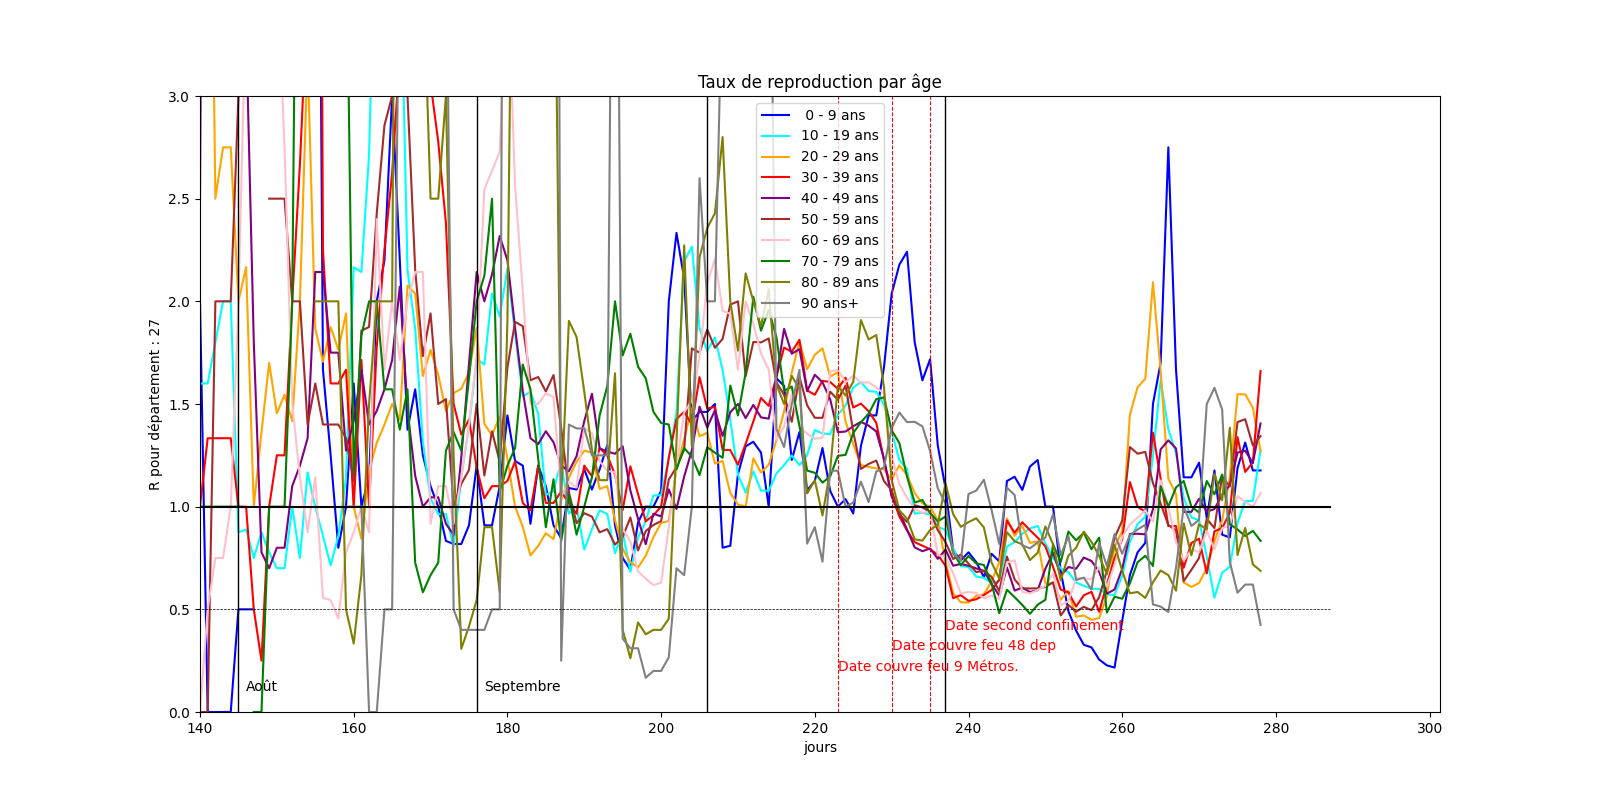 Taux de reproduction par âge
R pour département : 27
3.0
2.5
2.0
1.5
1.0
0.5
0.0
0 - 9 ans
10 - 19 ans
20 - 29 ans
30 - 39 ans
40 - 49 ans
50 - 59 ans
60 - 69 ans
70 - 79 ans
80 - 89 ans
90 ans+
Date second confinement
Date couvre feu 48 dep
Date couvre feu 9 Métros.
Août
Septembre
140 160 180 200 220 240 260 280 300
jours